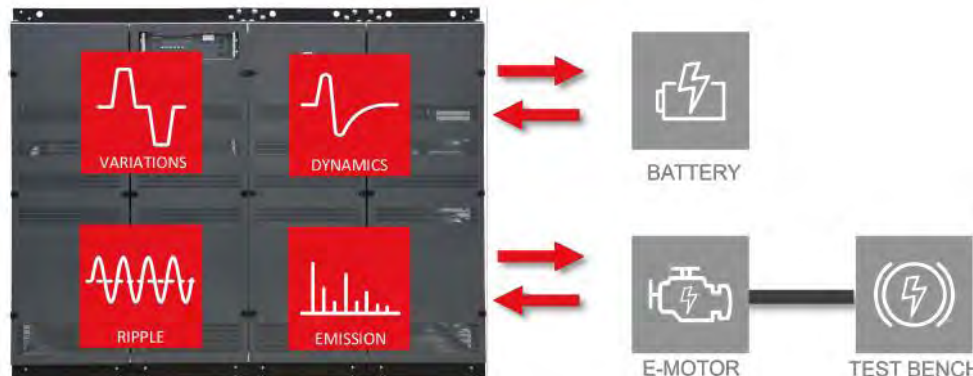 VARIATIONS
DYNAMICS
BATTERY
RIPPLE
EMISSION
E-MOTOR
TEST BENCH